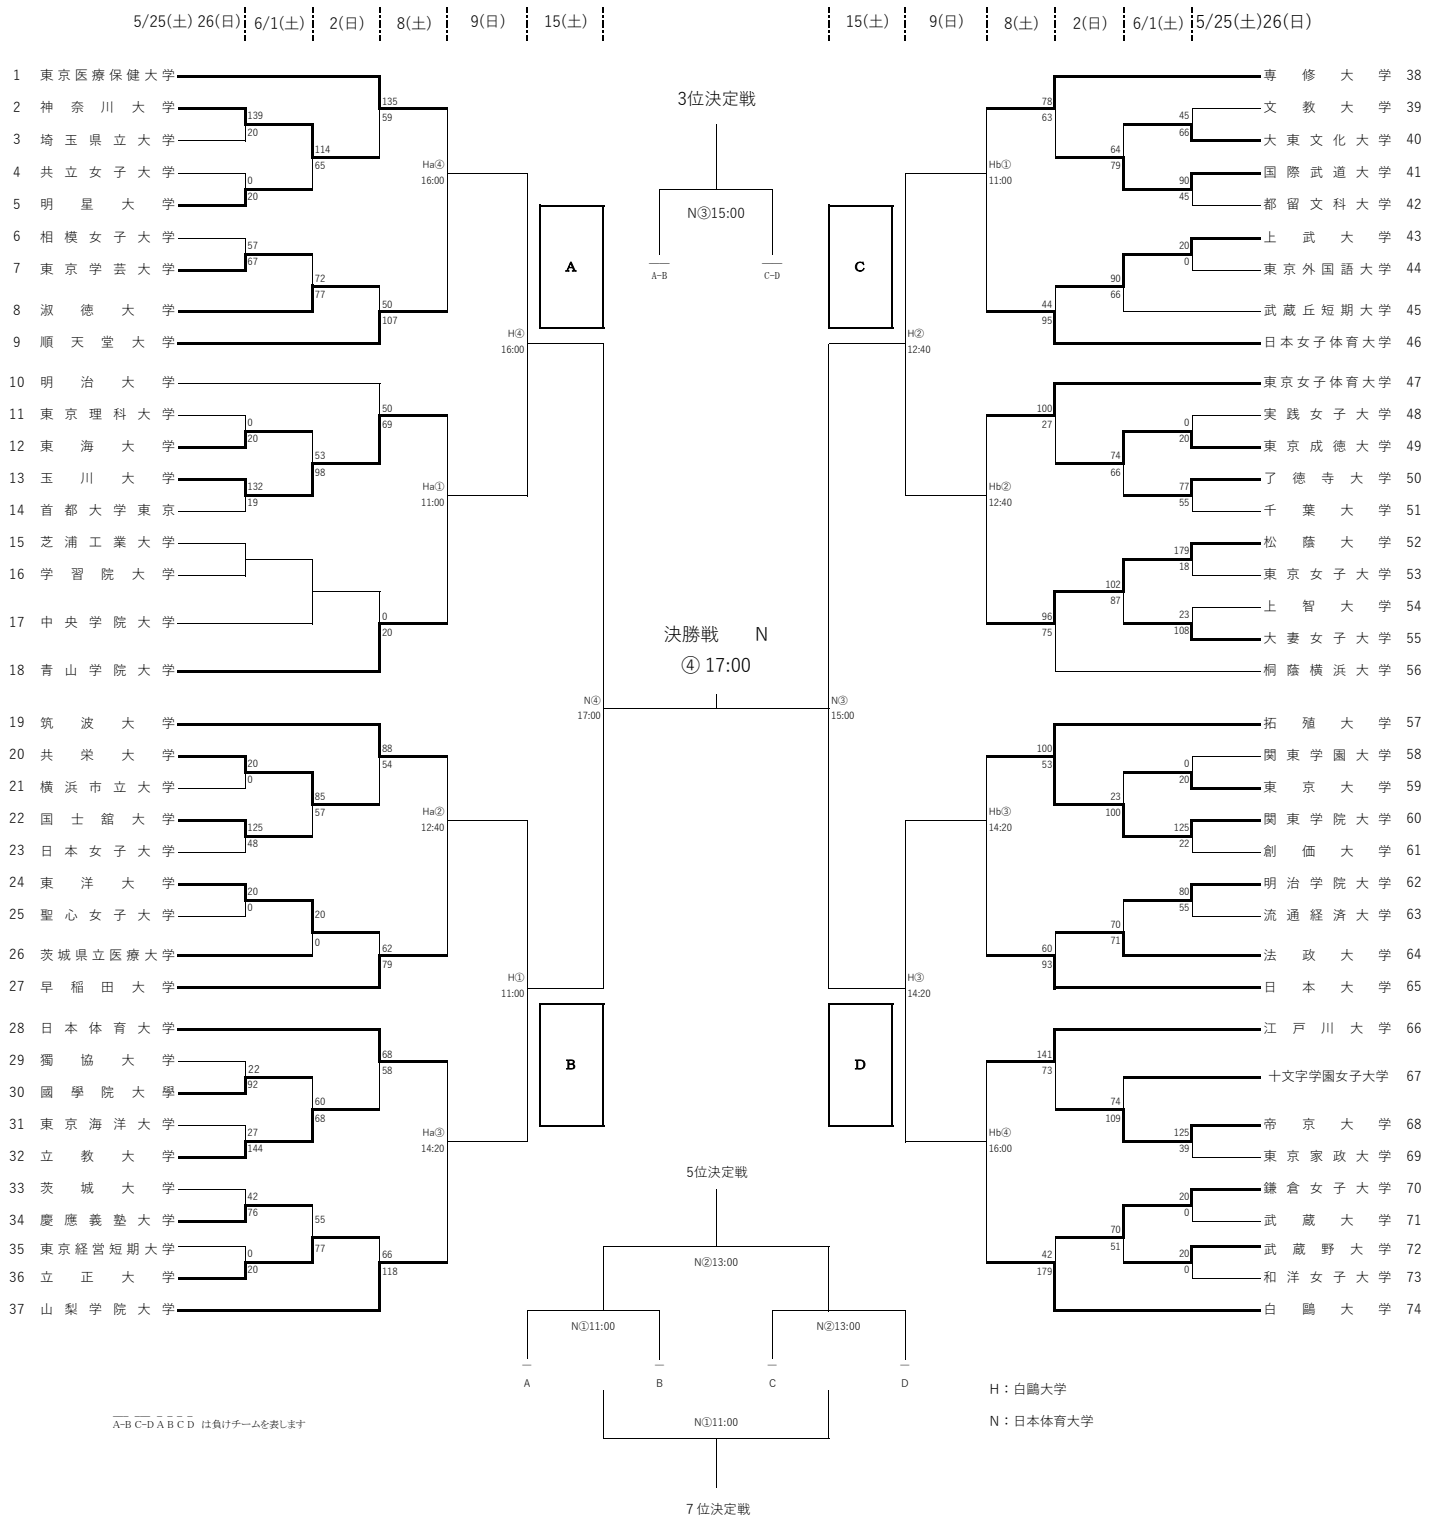 5/25(土) 26(日) 6/1(土) 2(日) 8(土) 9(日) 15(土)
15(土) 9(日) 8(土) 2(日) 6/1(土) 5/25(土)26(日)
1 東京医療保健大学
2 神奈川大学
3 埼玉県立大学
4 共立女子大学
5 明星大学
6 相模女子大学
7 東京学芸大学
8 淑徳大学
9 順天堂大学
10 明治大学
11 東京理科大学
12 東海大学
13 玉川大学
14 首都大学東京
15 芝浦工業大学
16 学習院大学
17 中央学院大学
18 青山学院大学
19 筑波大学
20 共栄大学
21 横浜市立大学
22 国士舘大学
23 日本女子大学
24 東洋大学
25 聖心女子大学
26 茨城県立医療大学
27 早稲田大学
28 日本体育大学
29 獨協大学
30 國學院大學
31 東京海洋大学
32 立教大学
33 茨城大学
34 慶應義塾大学
35 東京経営短期大学
36 立正大学
37 山梨学院大学
139
20
0
20
57
67
0
20
132
19
20
0
125
48
20
0
22
92
27
144
42
76
0
20
114
65
72
77
53
98
85
57
20
0
60
68
55
77
135
59
50
107
50
69
0
20
88
54
62
79
68
58
66
118
Ha④
16:00
Ha①
11:00
Ha②
12:40
Ha③
14:20
H④
16:00
H①
11:00
A
B
N④
17:00
3位決定戦
N③15:00
A-B C-D
決勝戦 N
④ 17:00
5位決定戦
N②13:00
N①11:00 N②13:00
A B C D
N①11:00
7位決定戦
N③
15:00
C
D
H②
12:40
H③
14:20
Hb①
11:00
Hb②
12:40
Hb③
14:20
Hb④
16:00
78
63
44
95
100
27
96
75
100
53
60
93
141
73
42
179
64
79
90
66
74
66
102
87
23
100
70
71
74
109
70
51
45
66
90
45
20
0
0
20
77
55
179
18
23
108
0
20
125
22
80
55
125
39
20
0
20
0
専修大学 38
文教大学 39
大東文化大学 40
国際武道大学 41
都留文科大学 42
上武大学 43
東京外国語大学 44
武蔵丘短期大学 45
日本女子体育大学 46
東京女子体育大学 47
実践女子大学 48
東京成徳大学 49
了徳寺大学 50
千葉大学 51
松蔭大学 52
東京女子大学 53
上智大学 54
大妻女子大学 55
桐蔭横浜大学 56
拓殖大学 57
関東学園大学 58
東京大学 59
関東学院大学 60
創価大学 61
明治学院大学 62
流通経済大学 63
法政大学 64
日本大学 65
江戸川大学 66
十文字学園女子大学 67
帝京大学 68
東京家政大学 69
鎌倉女子大学 70
武蔵大学 71
武蔵野大学 72
和洋女子大学 73
白鷗大学 74
H：白鷗大学
N：日本体育大学
A-B C-D A B C D は負けチームを表します